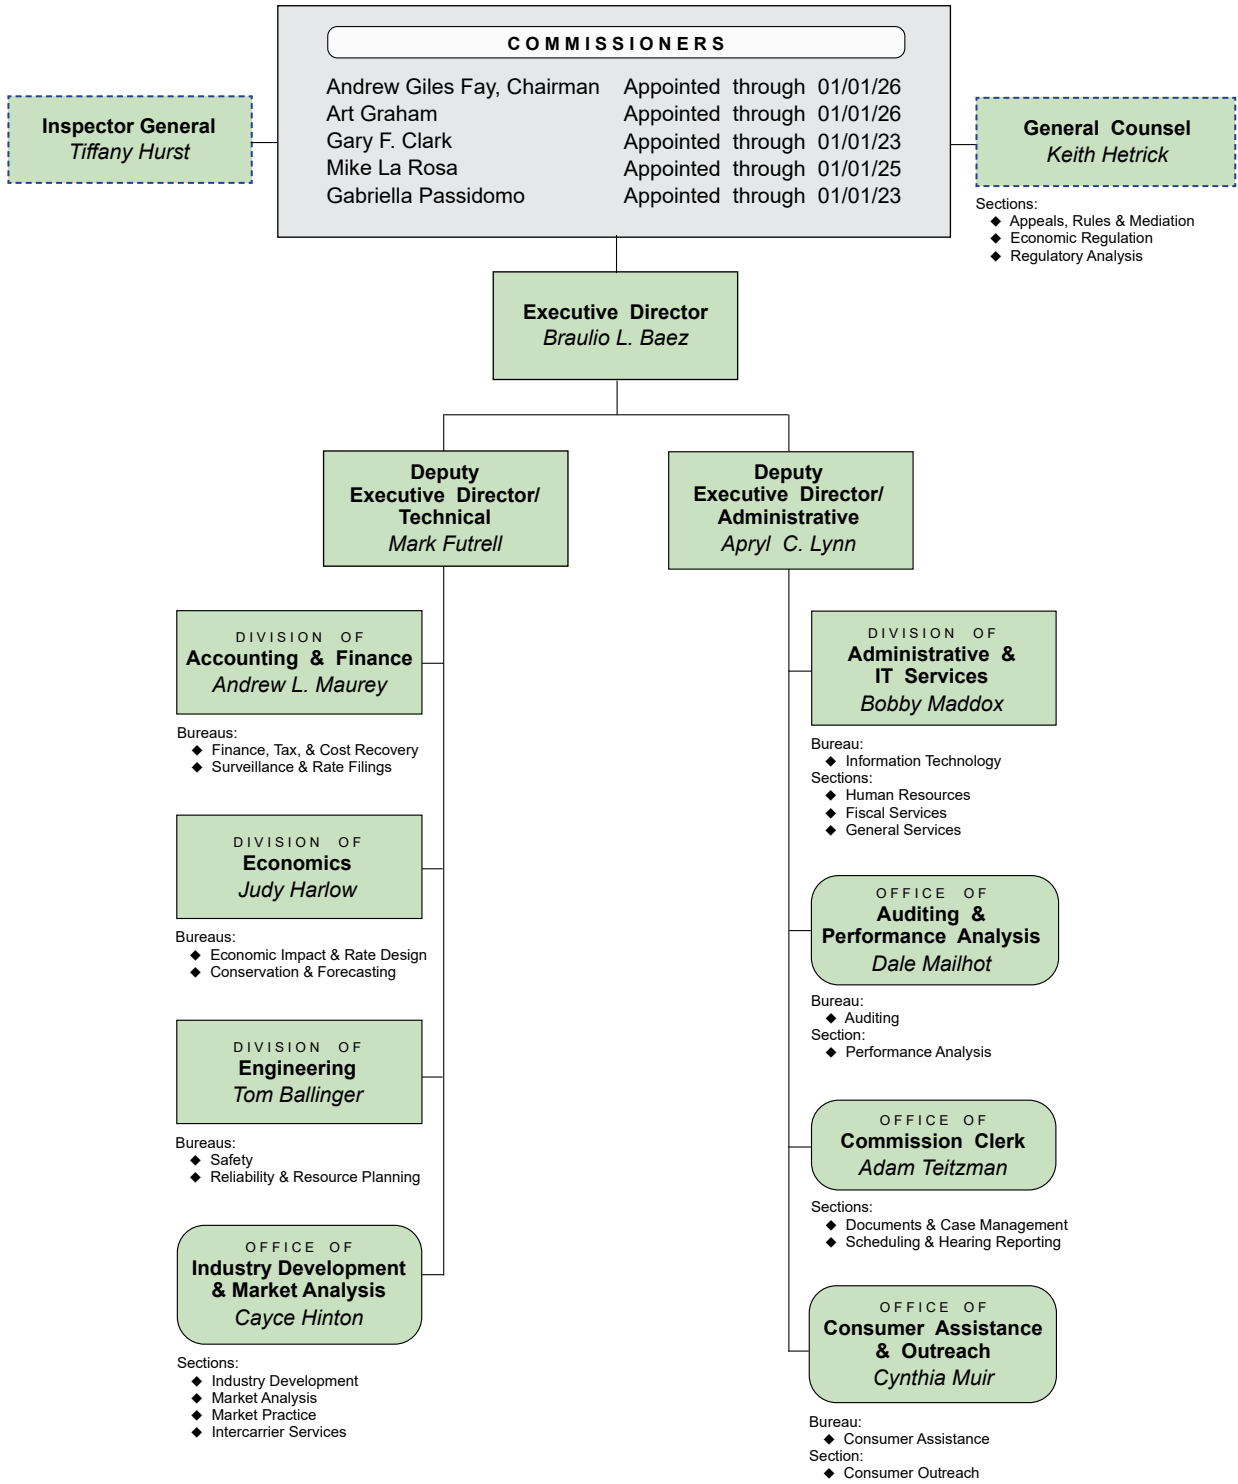 COMMISSIONERS
Andrew Giles Fay, Chairman Appointed through 01/01/26
Art Graham Appointed through 01/01/26
Gary F. Clark Appointed through 01/01/23
Mike La Rosa Appointed through 01/01/25
Gabriella Passidomo Appointed through 01/01/23
Inspector General
Tiffany Hurst
General Counsel
Keith Hetrick
Sections:
◆ Appeals, Rules & Mediation
◆ Economic Regulation
◆ Regulatory Analysis
Executive Director
Braulio L. Baez
Deputy
Executive Director/
Technical
Mark Futrell
Deputy
Executive Director/
Administrative
Apryl C. Lynn
DIVISION OF
Accounting & Finance
Andrew L. Maurey
Bureaus:
◆ Finance, Tax, & Cost Recovery
◆ Surveillance & Rate Filings
DIVISION OF
Economics
Judy Harlow
Bureaus:
◆ Economic Impact & Rate Design
◆ Conservation & Forecasting
DIVISION OF
Engineering
Tom Ballinger
Bureaus:
◆ Safety
◆ Reliability & Resource Planning
OFFICE OF
Industry Development
& Market Analysis
Cayce Hinton
Sections:
◆ Industry Development
◆ Market Analysis
◆ Market Practice
◆ Intercarrier Services
DIVISION OF
Administrative &
IT Services
Bobby Maddox
Bureau:
◆ Information Technology
Sections:
◆ Human Resources
◆ Fiscal Services
◆ General Services
OFFICE OF
Auditing &
Performance Analysis
Dale Mailhot
Bureau:
◆ Auditing
Section:
◆ Performance Analysis
OFFICE OF
Commission Clerk
Adam Teitzman
Sections:
◆ Documents & Case Management
◆ Scheduling & Hearing Reporting
OFFICE OF
Consumer Assistance
& Outreach
Cynthia Muir
Bureau:
◆ Consumer Assistance
Section:
◆ Consumer Outreach